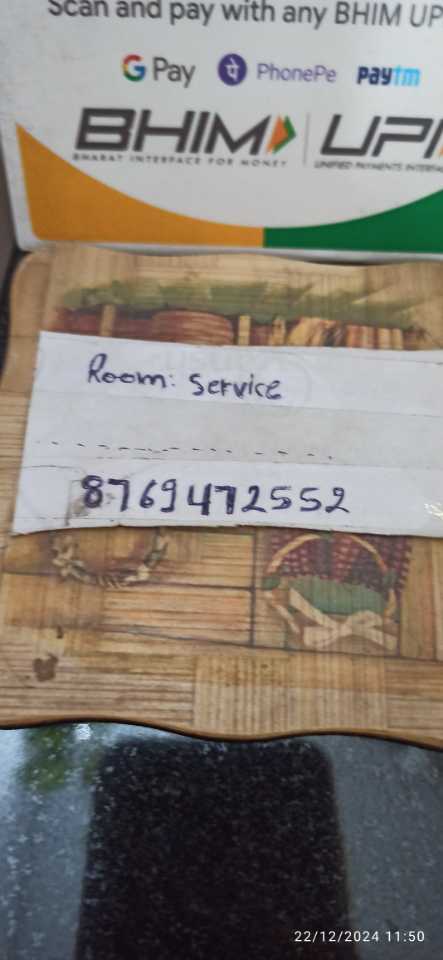 Scan and pay with any BHIM UP
G Pay पे PhonePe paytm
BHIM UPI
BHARAT INTERFACE FOR MONEY UNIFIED PAYMENTS INTERFA
Room: Service
8769472552
22/12/2024 11:50